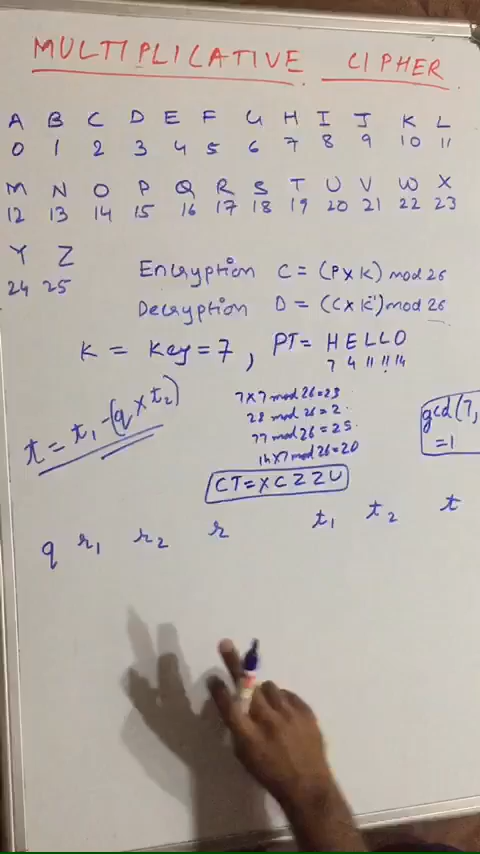 MULTIPLICATIVE CIPHER
A B C D E F G H I J K L
0 1 2 3 4 5 6 7 8 9 10 11
M N O P Q R S T U V W X
12 13 14 15 16 17 18 19 20 21 22 23
Y Z
24 25
Encryption C = (P x K) mod 26
Decryption D = (C x K⁻¹) mod 26
K = Key = 7, PT = HELLO
7 4 11 11 14
t = t₁ - (q x t₂)
7x7 mod 26 = 23
28 mod 26 = 2
77 mod 26 = 25
14x7 mod 26 = 20
CT = XCZZU
gcd(7,
=1
q r₁ r₂ r t₁ t₂ t